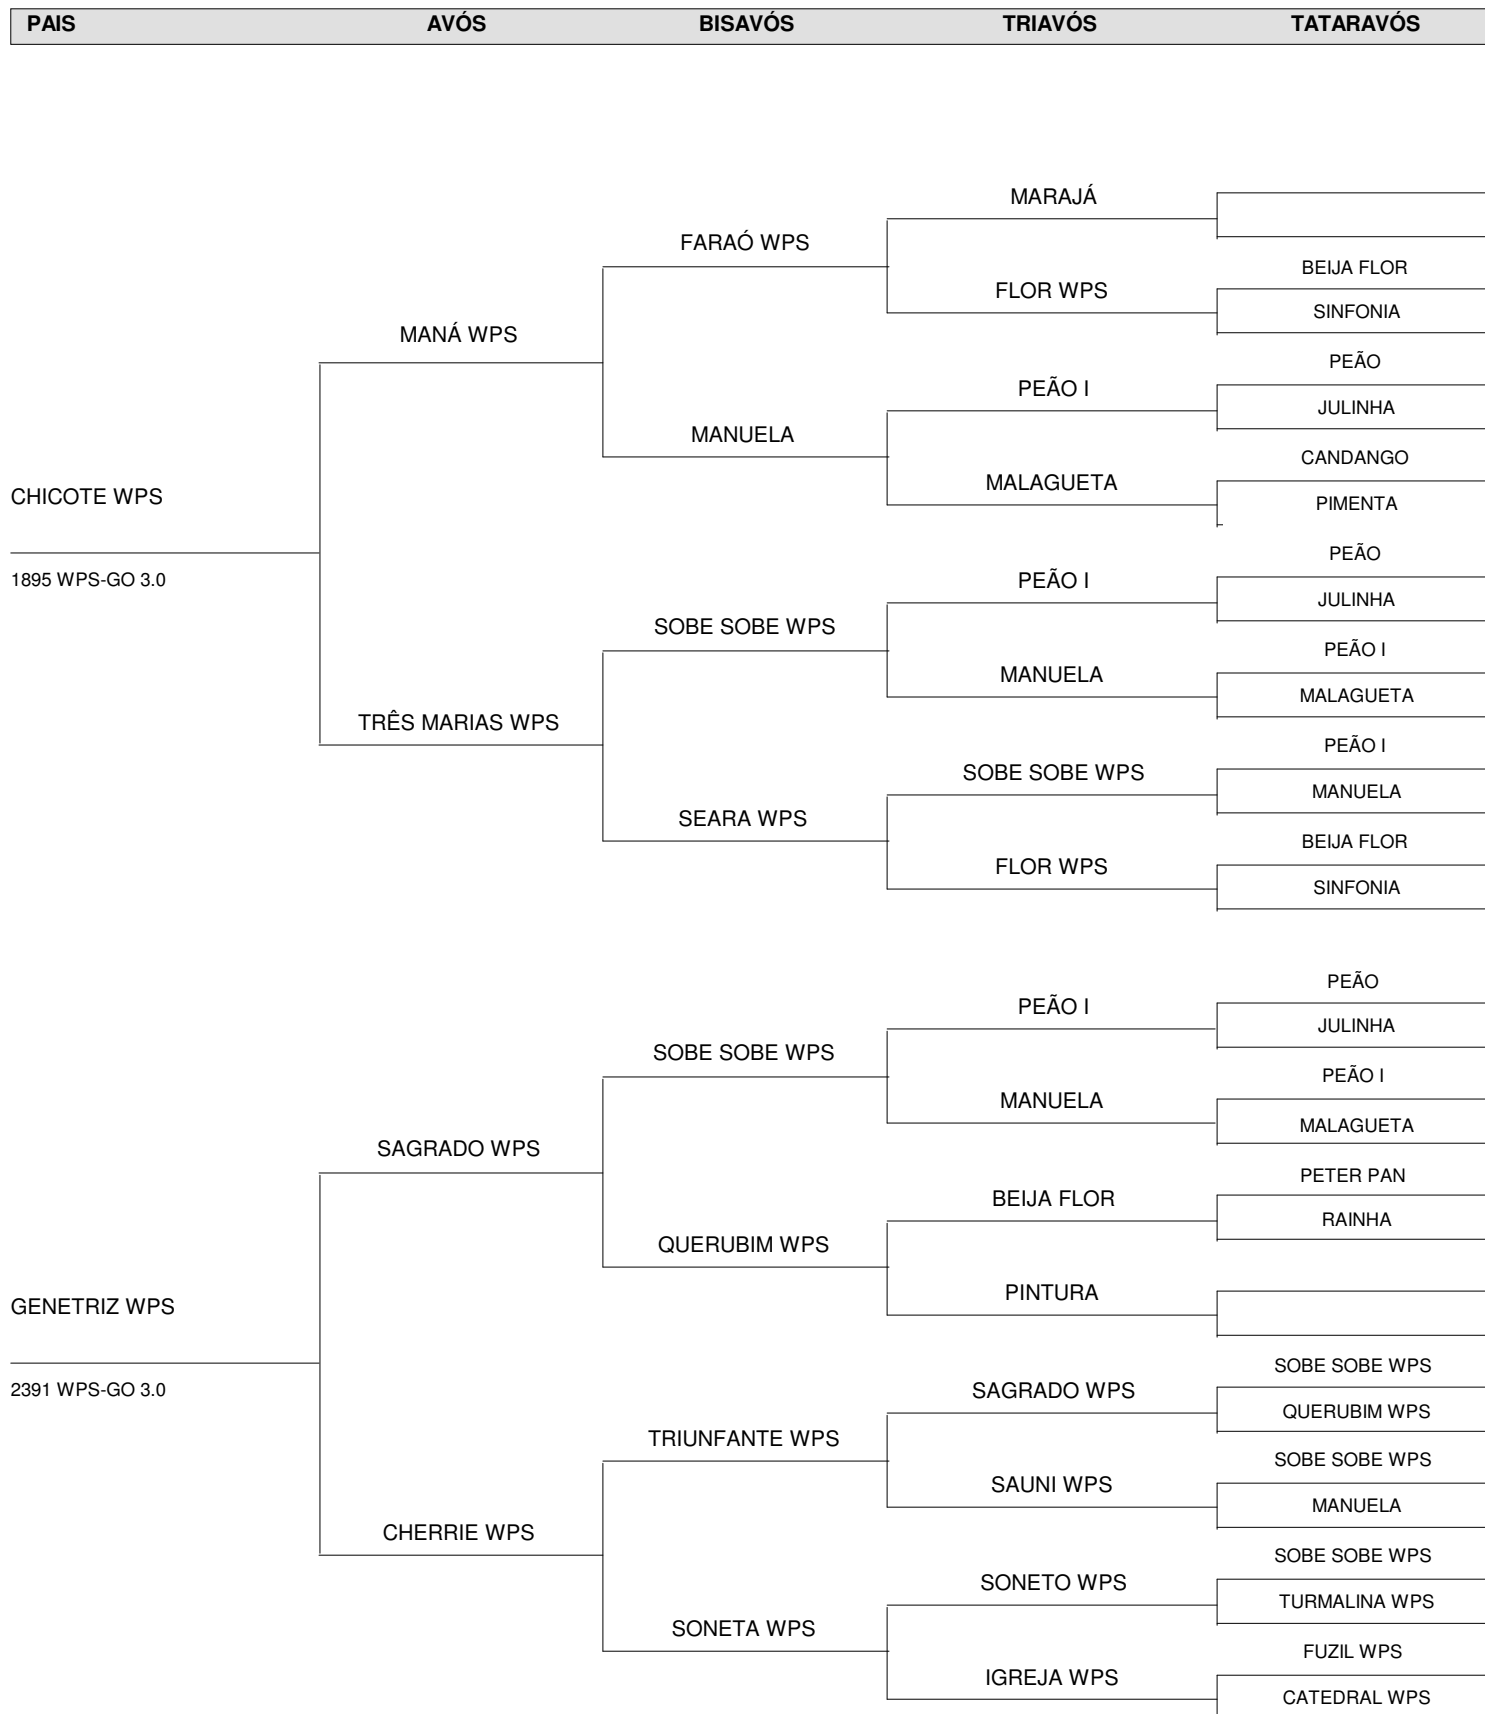 PAIS AVÓS BISAVÓS TRIAVÓS TATARAVÓS
MARAJÁ
FARAÓ WPS
BEIJA FLOR
FLOR WPS
SINFONIA
MANÁ WPS
PEÃO
PEÃO I
JULINHA
MANUELA
CANDANGO
MALAGUETA
CHICOTE WPS
PIMENTA
PEÃO
1895 WPS-GO 3.0
PEÃO I
JULINHA
SOBE SOBE WPS
PEÃO I
MANUELA
MALAGUETA
TRÊS MARIAS WPS
PEÃO I
SOBE SOBE WPS
MANUELA
SEARA WPS
BEIJA FLOR
FLOR WPS
SINFONIA
PEÃO
PEÃO I
JULINHA
SOBE SOBE WPS
PEÃO I
MANUELA
MALAGUETA
SAGRADO WPS
PETER PAN
BEIJA FLOR
RAINHA
QUERUBIM WPS
PINTURA
GENETRIZ WPS
SOBE SOBE WPS
2391 WPS-GO 3.0
SAGRADO WPS
QUERUBIM WPS
TRIUNFANTE WPS
SOBE SOBE WPS
SAUNI WPS
MANUELA
CHERRIE WPS
SOBE SOBE WPS
SONETO WPS
TURMALINA WPS
SONETA WPS
FUZIL WPS
IGREJA WPS
CATEDRAL WPS